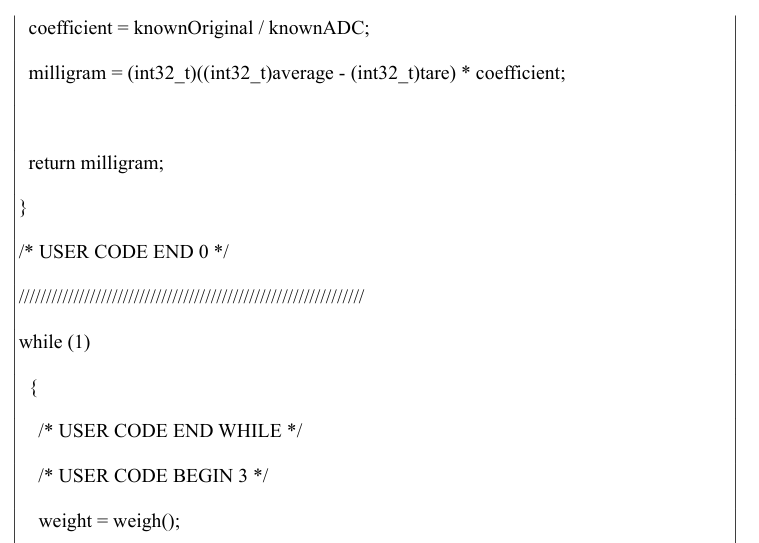 coefficient = knownOriginal / knownADC;
milligram = (int32_t)((int32_t)average - (int32_t)tare) * coefficient;
return milligram;
}
/* USER CODE END 0 */
///////////////////////////////////////////////////////////////
while (1)
{
/* USER CODE END WHILE */
/* USER CODE BEGIN 3 */
weight = weigh();